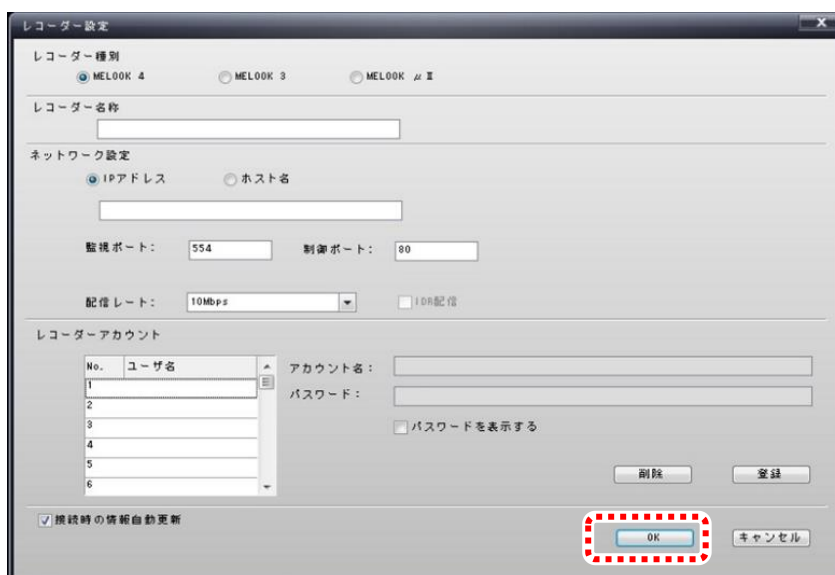 レコーダー設定
レコーダー種別
MELOOK 4 MELOOK 3 MELOOK μⅡ
レコーダー名称
ネットワーク設定
IPアドレス ホスト名
監視ポート: 554 制御ポート: 80
配信レート: 10Mbps IDR配信
レコーダーアカウント
No. ユーザ名
1
2
3
4
5
6
アカウント名:
パスワード:
パスワードを表示する
削除 登録
接続時の情報自動更新
OK キャンセル